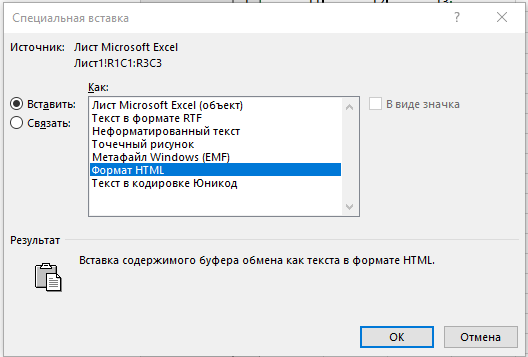 Специальная вставка
?
Источник: Лист Microsoft Excel
Лист1!R1C1:R3C3
Как:
Вставить:
Связать:
Лист Microsoft Excel (объект)
Текст в формате RTF
Неформатированный текст
Точечный рисунок
Метафайл Windows (EMF)
Формат HTML
Текст в кодировке Юникод
В виде значка
Результат
Вставка содержимого буфера обмена как текста в формате HTML.
ОК
Отмена